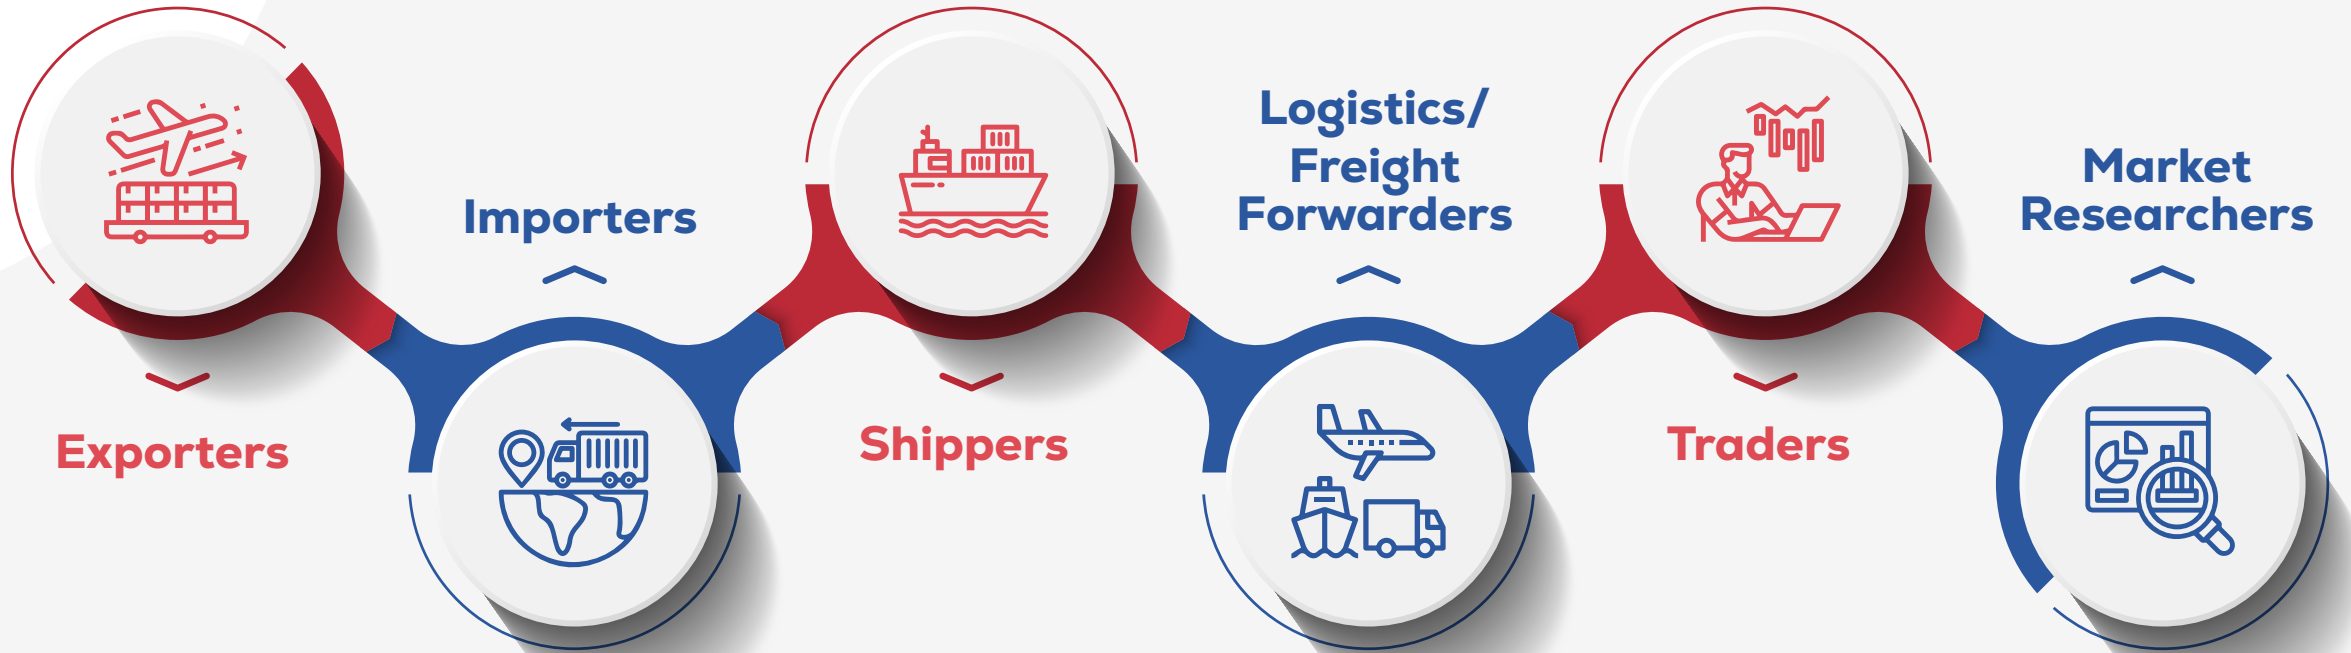 Exporters
Importers
Shippers
Logistics/
Freight
Forwarders
Traders
Market
Researchers